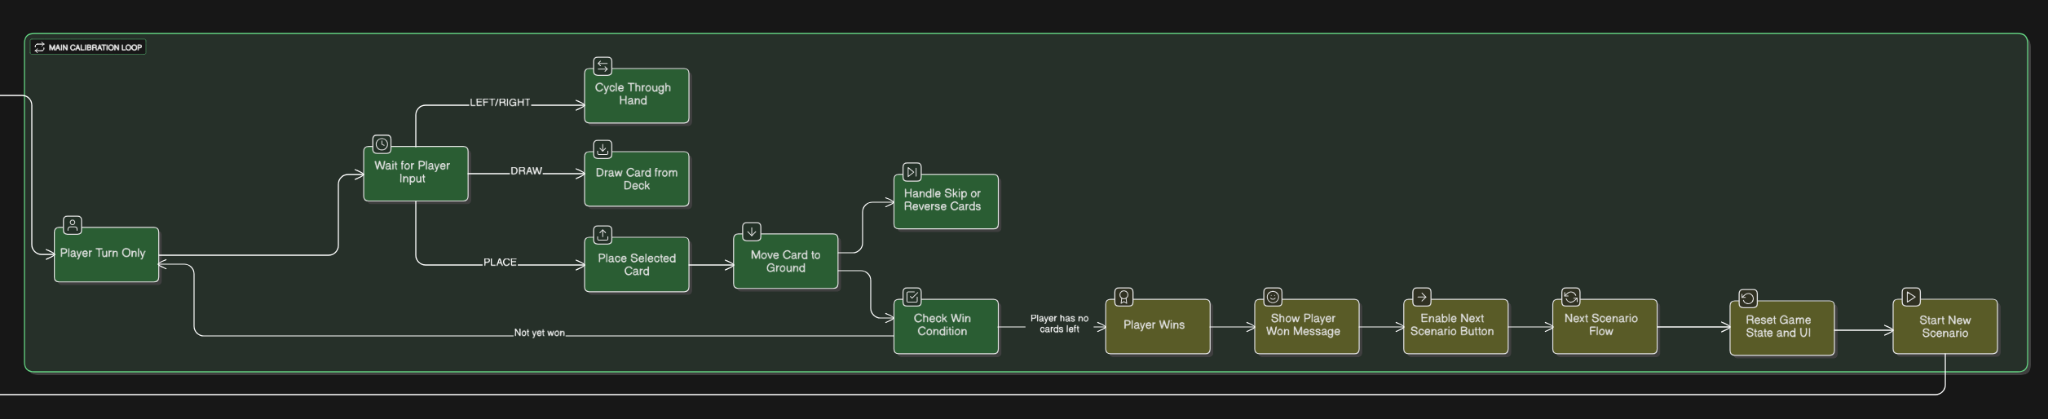 MAIN CALIBRATION LOOP
Cycle Through
Hand
LEFT/RIGHT
Wait for Player
Input
DRAW
Draw Card from
Deck
Handle Skip or
Reverse Cards
Player Turn Only
PLACE
Place Selected
Card
Move Card to
Ground
Check Win
Condition
Not yet won
Player has no
cards left
Player Wins
Show Player
Won Message
Enable Next
Scenario Button
Next Scenario
Flow
Reset Game
State and UI
Start New
Scenario